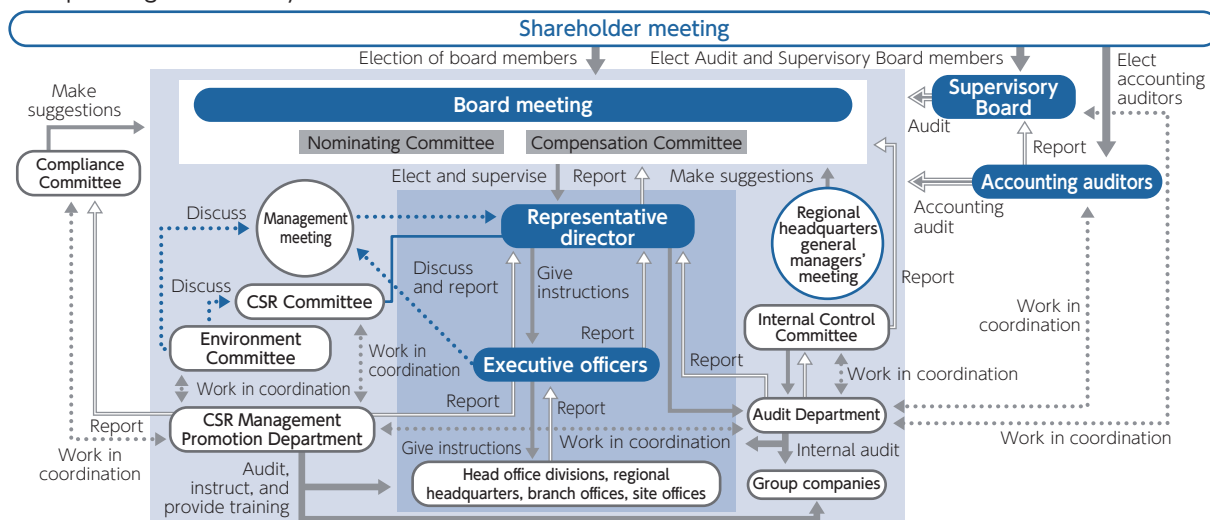 Shareholder meeting
Election of board members
Elect Audit and Supervisory Board members
Elect
accounting
auditors
Make
suggestions
Board meeting
Supervisory
Board
Audit
Nominating Committee
Compensation Committee
Report
Compliance
Committee
Elect and supervise
Report
Make suggestions
Accounting auditors
Accounting
audit
Discuss
Management
meeting
Representative
director
Regional
headquarters
general
managers'
meeting
Report
Discuss
and report
Give
instructions
Discuss
CSR Committee
Work in
coordination
Environment
Committee
Work in
coordination
Report
Internal Control
Committee
Executive officers
Report
Work in coordination
Work in coordination
Report
Report
CSR Management
Promotion Department
Audit Department
Report
Work in
coordination
Give instructions
Work in coordination
Internal audit
Work in coordination
Audit,
instruct, and
provide training
Head office divisions, regional
headquarters, branch offices, site offices
Group companies